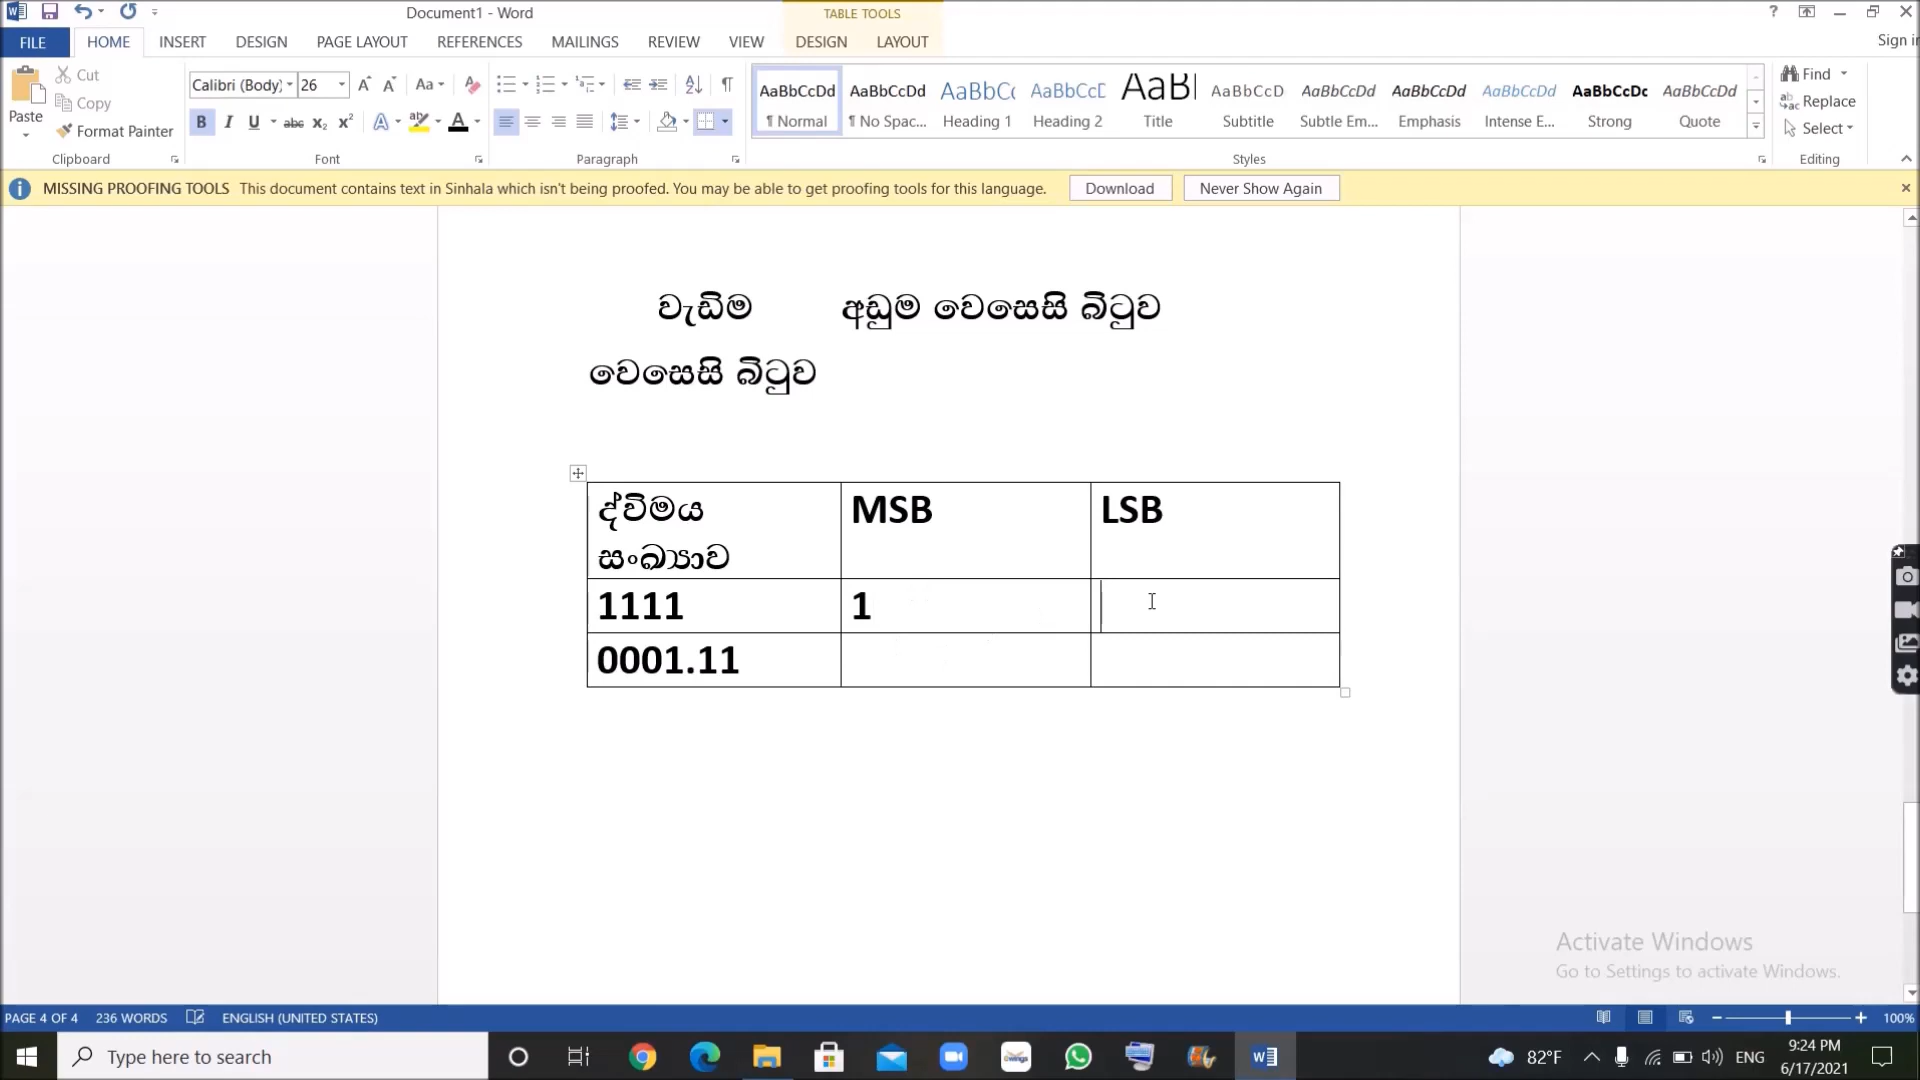 Document1 - Word
TABLE TOOLS
FILE
HOME
INSERT
DESIGN
PAGE LAYOUT
REFERENCES
MAILINGS
REVIEW
VIEW
DESIGN
LAYOUT
Sign in
Paste
Cut
Copy
Format Painter
Clipboard
Calibri (Body)
26
Font
Paragraph
AaBbCcDd AaBbCcDd AaBbC AaBbCcD AaBl AaBbCcD AaBbCcDd AaBbCcDd AaBbCcDd AaBbCcDc AaBbCcDd
¶ Normal ¶ No Spac... Heading 1 Heading 2 Title Subtitle Subtle Em... Emphasis Intense E... Strong Quote
Styles
Find
Replace
Select
Editing
MISSING PROOFING TOOLS This document contains text in Sinhala which isn't being proofed. You may be able to get proofing tools for this language.
Download
Never Show Again
වැඩිම අඩුම වෙසෙසි බිටුව
වෙසෙසි බිටුව
ද්විමය සංඛ්‍යාව
MSB
LSB
1111
1
0001.11
Activate Windows
Go to Settings to activate Windows.
PAGE 4 OF 4 236 WORDS ENGLISH (UNITED STATES)
100%
Type here to search
82°F
ENG
9:24 PM
6/17/2021